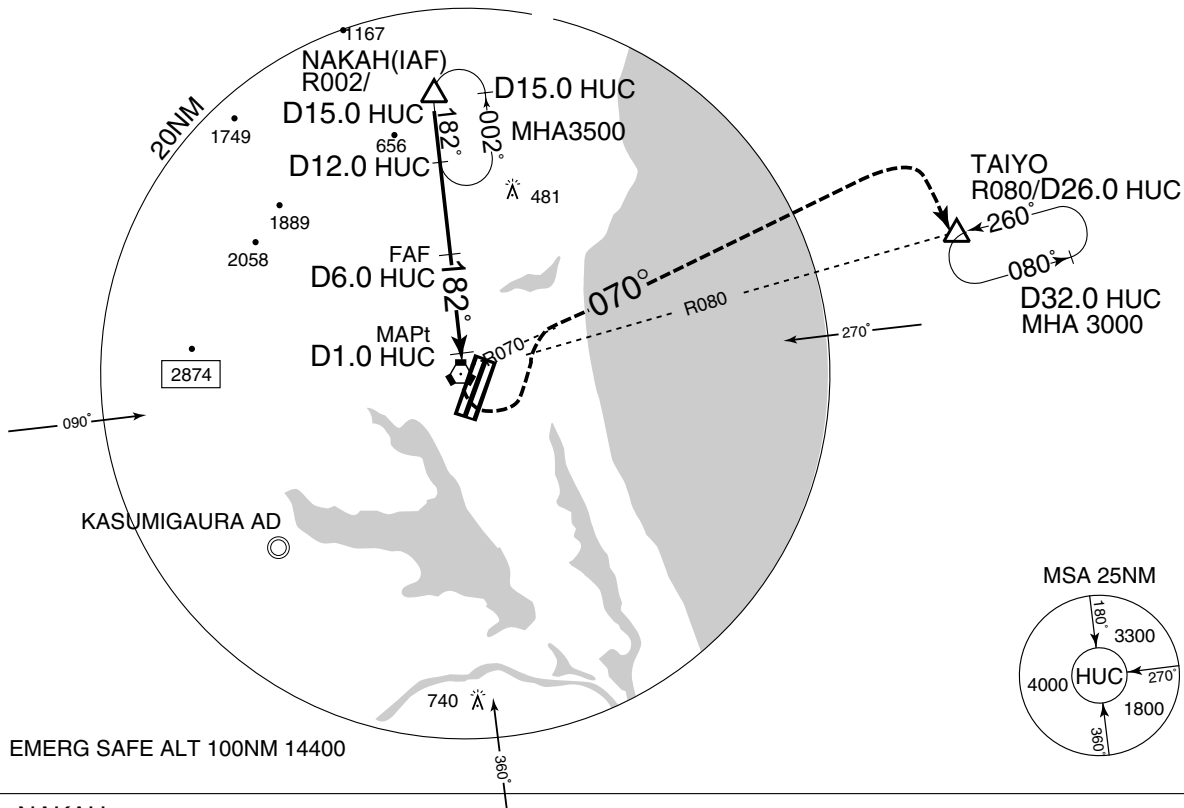 1167
NAKAH(IAF)
R002/
D15.0 HUC
D15.0 HUC
20NM
1749
656
182°
002°
MHA3500
D12.0 HUC
481
TAIYO
R080/D26.0 HUC
1889
260°
2058
FAF
D6.0 HUC
182°
080°
D32.0 HUC
MHA 3000
070°
R080
MAPt
D1.0 HUC
R070
270°
2874
090°
KASUMIGAURA AD
MSA 25NM
180°
3300
4000
HUC
270°
1800
360°
740
EMERG SAFE ALT 100NM 14400
360°